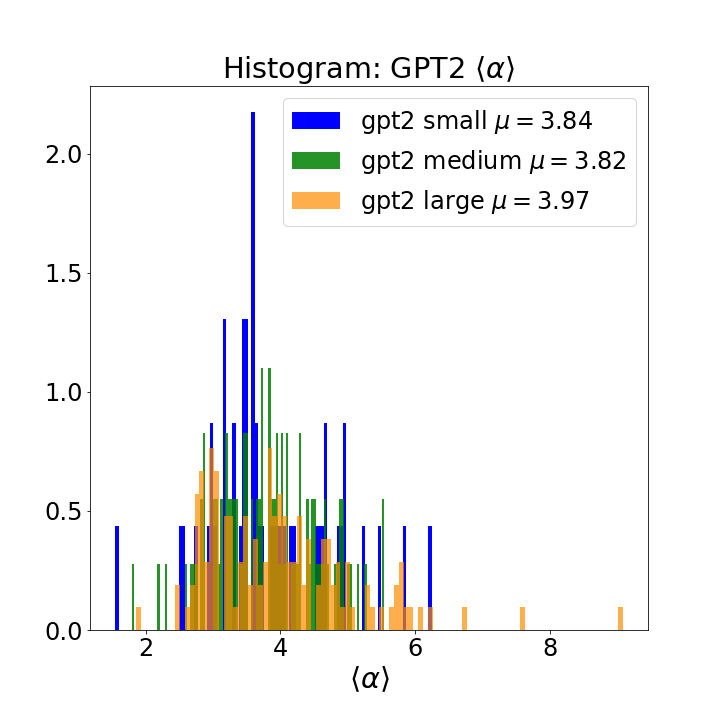 Histogram: GPT2 ⟨α⟩
gpt2 small μ = 3.84
gpt2 medium μ = 3.82
gpt2 large μ = 3.97
2.0
1.5
1.0
0.5
0.0
2 4 6 8
⟨α⟩